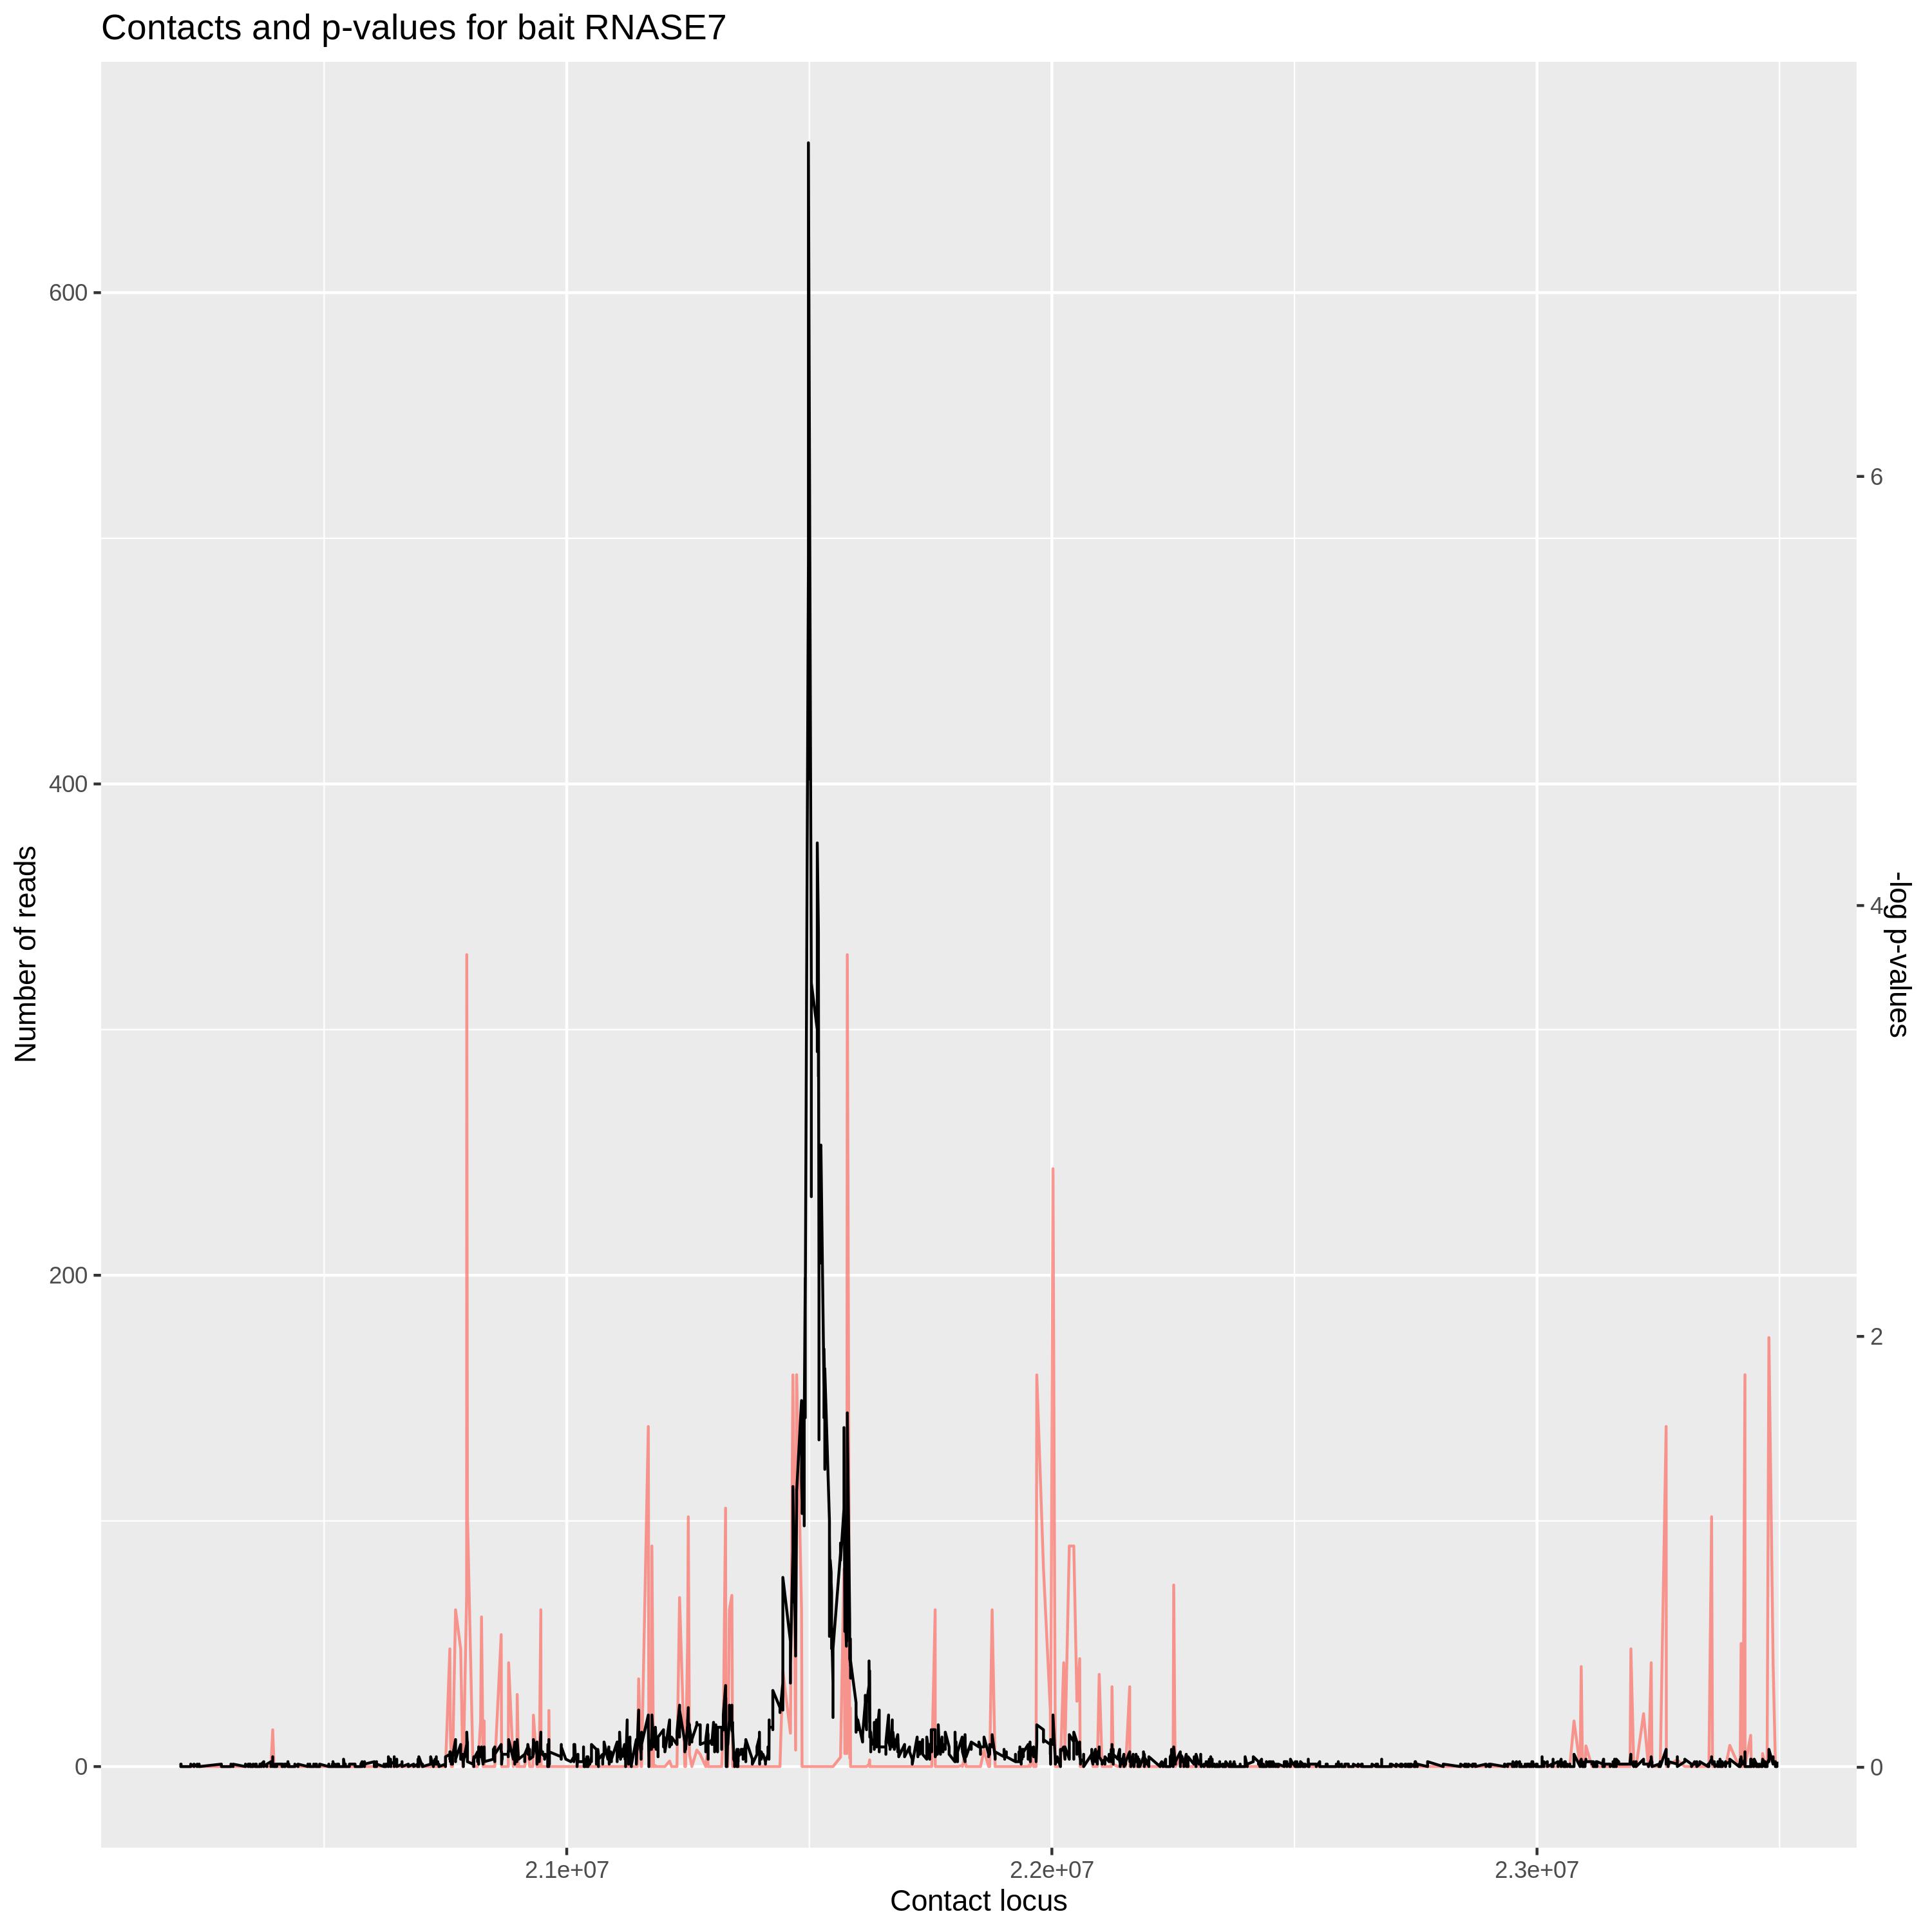 Contacts and p-values for bait RNASE7
600
400
200
0
Number of reads
6
4
2
0
-log p-values
2.1e+07
2.2e+07
2.3e+07
Contact locus